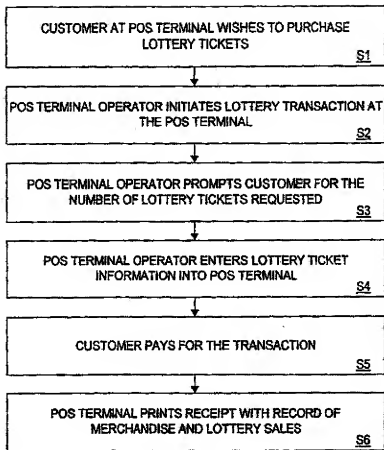 CUSTOMER AT POS TERMINAL WISHES TO PURCHASE
LOTTERY TICKETS
S1
POS TERMINAL OPERATOR INITIATES LOTTERY TRANSACTION AT
THE POS TERMINAL
S2
POS TERMINAL OPERATOR PROMPTS CUSTOMER FOR THE
NUMBER OF LOTTERY TICKETS REQUESTED
S3
POS TERMINAL OPERATOR ENTERS LOTTERY TICKET
INFORMATION INTO POS TERMINAL
S4
CUSTOMER PAYS FOR THE TRANSACTION
S5
POS TERMINAL PRINTS RECEIPT WITH RECORD OF
MERCHANDISE AND LOTTERY SALES
S6